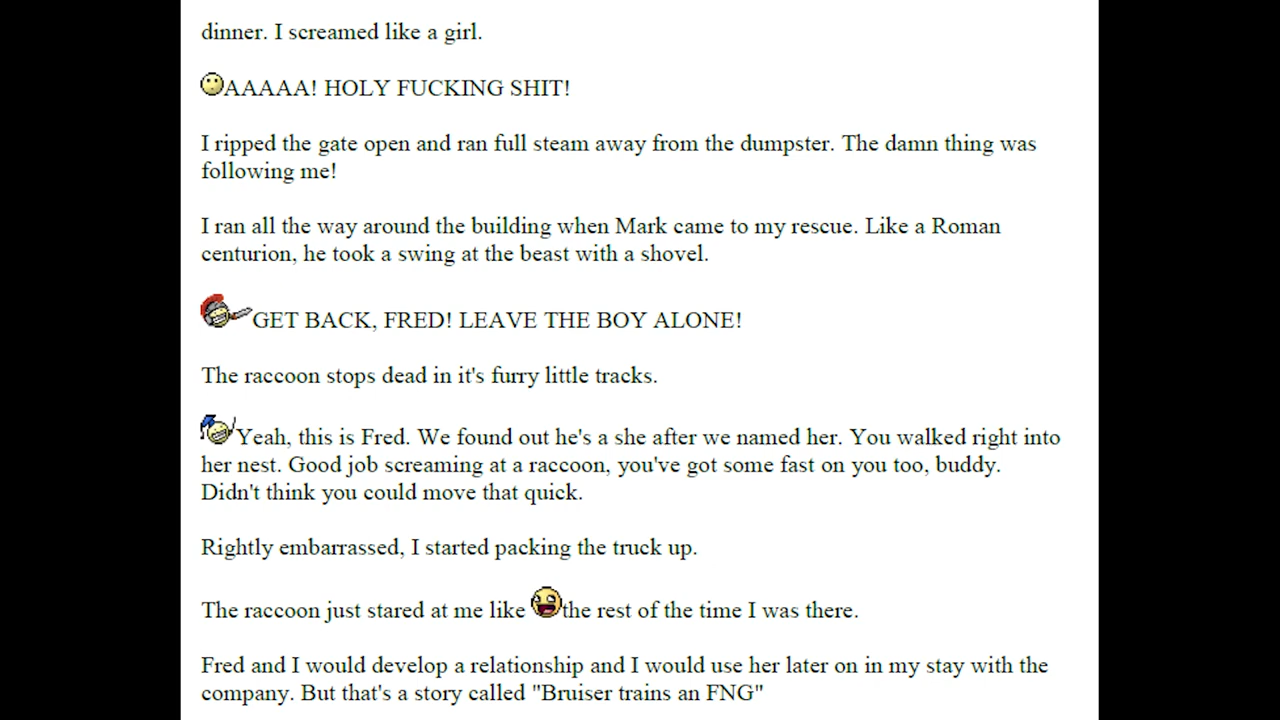 dinner. I screamed like a girl.
AAAAA! HOLY FUCKING SHIT!
I ripped the gate open and ran full steam away from the dumpster. The damn thing was
following me!
I ran all the way around the building when Mark came to my rescue. Like a Roman
centurion, he took a swing at the beast with a shovel.
GET BACK, FRED! LEAVE THE BOY ALONE!
The raccoon stops dead in it's furry little tracks.
Yeah, this is Fred. We found out he's a she after we named her. You walked right into
her nest. Good job screaming at a raccoon, you've got some fast on you too, buddy.
Didn't think you could move that quick.
Rightly embarrassed, I started packing the truck up.
The raccoon just stared at me like the rest of the time I was there.
Fred and I would develop a relationship and I would use her later on in my stay with the
company. But that's a story called "Bruiser trains an FNG"